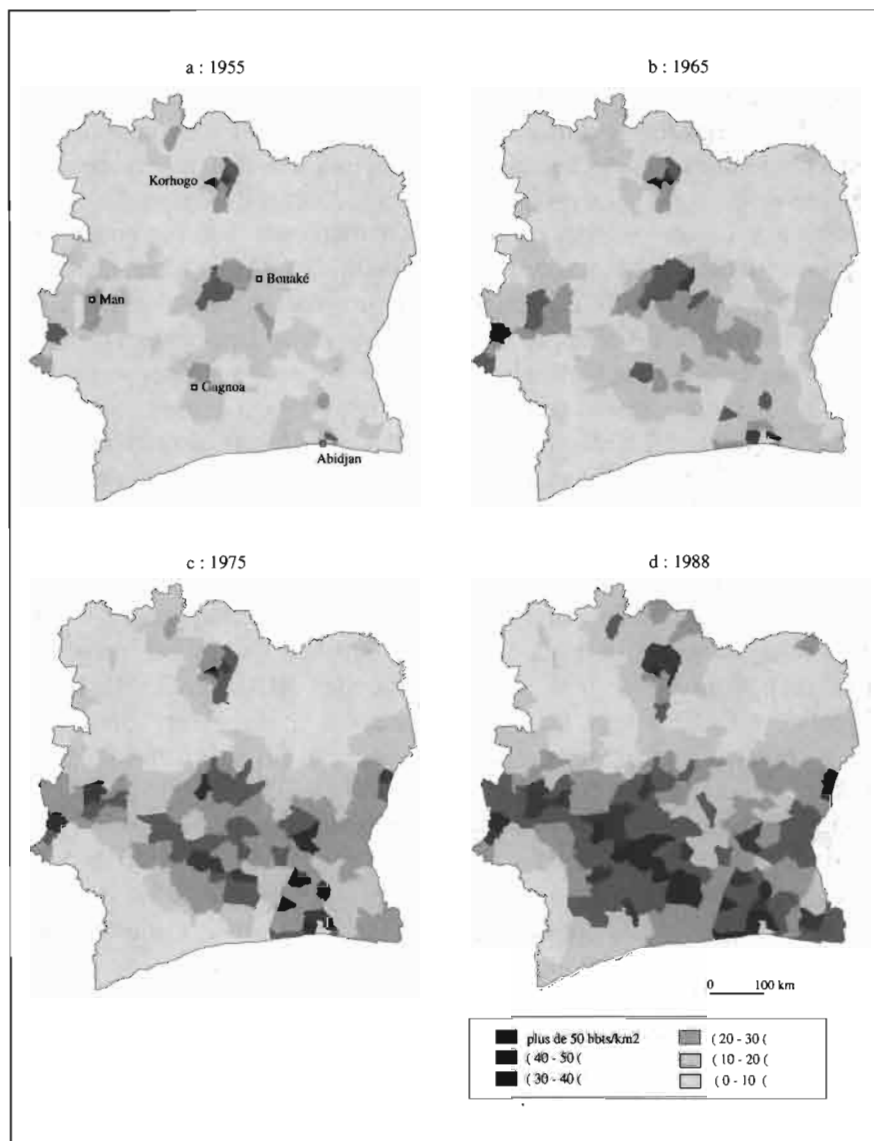 a : 1955
b : 1965
Korhogo
Bouaké
Man
Gagnoa
Abidjan
c : 1975
d : 1988
0 100 km
plus de 50 hbts/km2
( 40 - 50 (
( 30 - 40 (
( 20 - 30 (
( 10 - 20 (
( 0 - 10 (